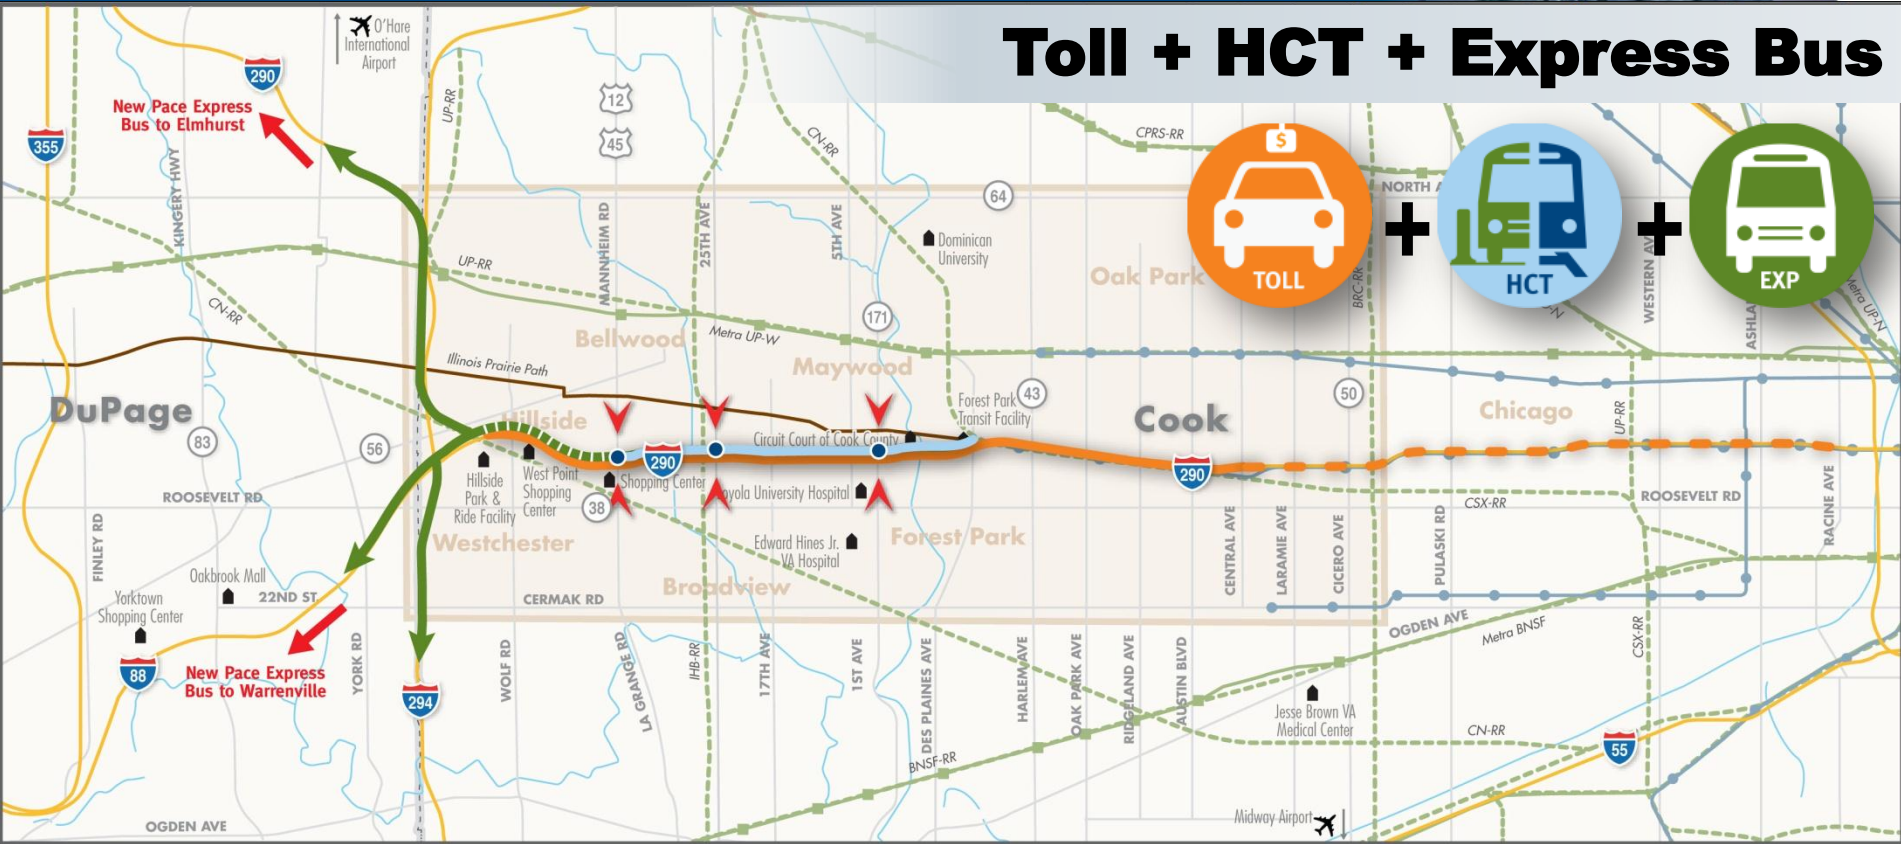 Toll + HCT + Express Bus
O'Hare
International
Airport
290
New Pace Express
Bus to Elmhurst
355
KINGERY HWY
UP-RR
12
45
CN-RR
CPRS-RR
$
TOLL
+
HCT
+
EXP
NORTH A
64
MANNHEIM RD
25TH AVE
5TH AVE
Dominican
University
Oak Park
BRC-RR
WESTERN AV
ASHLA
Metra UP-N
UP-RR
CN-RR
171
Bellwood
Metra UP-W
Maywood
Illinois Prairie Path
DuPage
83
56
Hillside
Forest Park
Transit Facility
43
Cook
50
Chicago
UP-RR
Circuit Court of Cook County
290
290
Hillside
Park &
Ride Facility
West Point
Shopping
Center
Shopping Center
38
oyola University Hospital
ROOSEVELT RD
ROOSEVELT RD
CSX-RR
FINLEY RD
Westchester
Edward Hines Jr.
VA Hospital
Forest Park
CENTRAL AVE
LARAMIE AVE
CICERO AVE
PULASKI RD
RACINE AVE
Oakbrook Mall
22ND ST
Yorktown
Shopping Center
Broadview
CERMAK RD
OGDEN AVE
Metra BNSF
CSX-RR
88
New Pace Express
Bus to Warrenville
YORK RD
294
WOLF RD
LA GRANGE RD
IHB-RR
17TH AVE
1ST AVE
DES PLAINES AVE
HARLEM AVE
OAK PARK AVE
RIDGELAND AVE
AUSTIN BLVD
Jesse Brown VA
Medical Center
CN-RR
55
BNSF-RR
OGDEN AVE
Midway Airport